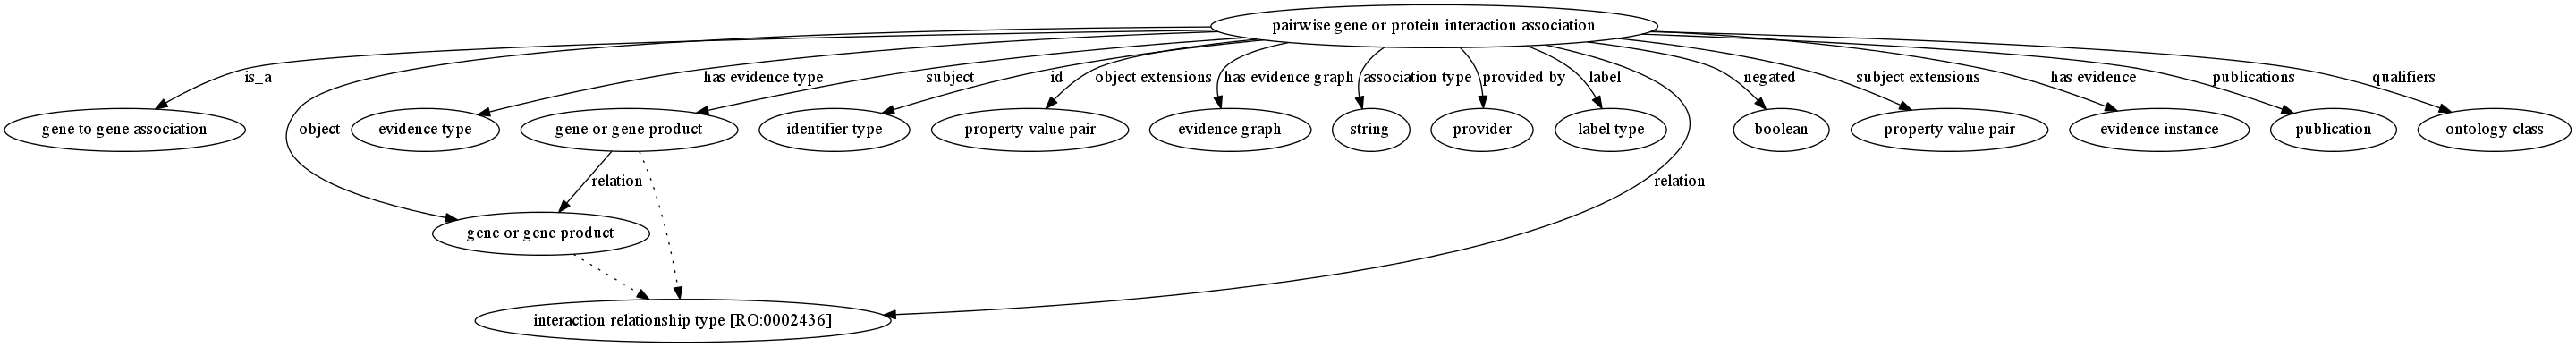 pairwise gene or protein interaction association
is_a
has evidence type
subject
id
object extensions
has evidence graph
association type
provided by
label
negated
subject extensions
has evidence
publications
qualifiers
gene to gene association
object
evidence type
gene or gene product
identifier type
property value pair
evidence graph
string
provider
label type
boolean
property value pair
evidence instance
publication
ontology class
relation
relation
gene or gene product
interaction relationship type [RO:0002436]